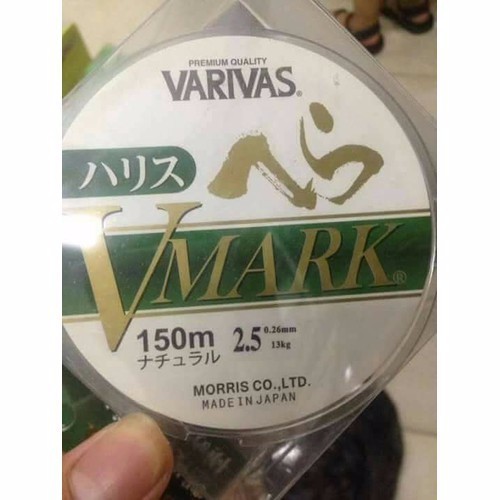 PREMIUM QUALITY
VARIVAS®
へら
ハリス
VMARK®
150m 2.5 0.26mm
13kg
ナチュラル
MORRIS CO.,LTD.
MADE IN JAPAN